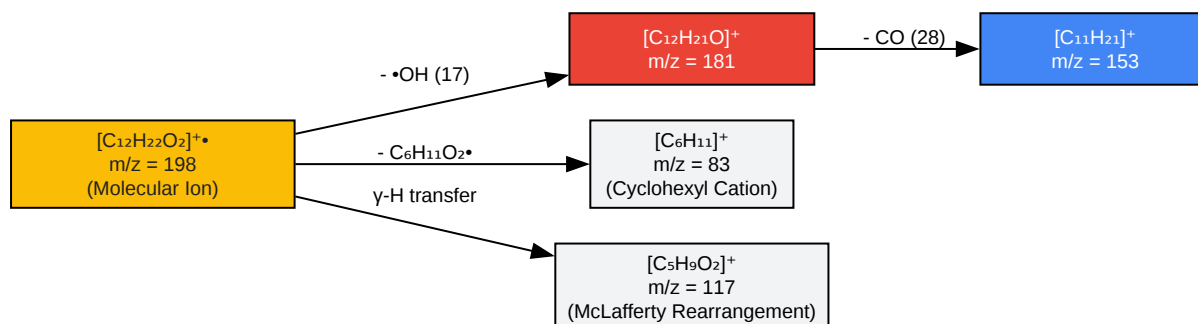 [C₁₂H₂₁O]⁺
m/z = 181
- CO (28)
[C₁₁H₂₁]⁺
m/z = 153
- •OH (17)
[C₁₂H₂₂O₂]⁺•
m/z = 198
(Molecular Ion)
- C₆H₁₁O₂•
[C₆H₁₁]⁺
m/z = 83
(Cyclohexyl Cation)
γ-H transfer
[C₅H₉O₂]⁺
m/z = 117
(McLafferty Rearrangement)